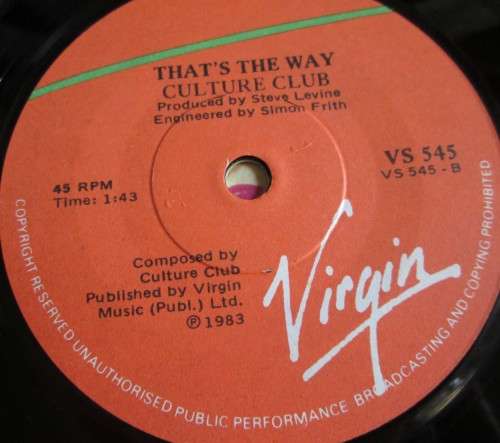 THAT'S THE WAY
CULTURE CLUB
Produced by Steve Levine
Engineered by Simon Frith
45 RPM
Time: 1:43
VS 545
VS 545 - B
Composed by
Culture Club
Published by Virgin
Music (Publ.) Ltd.
℗ 1983
Virgin
RESERVED UNAUTHORISED PUBLIC PERFORMANCE BROADCASTING AND COPYING PROHIBITED